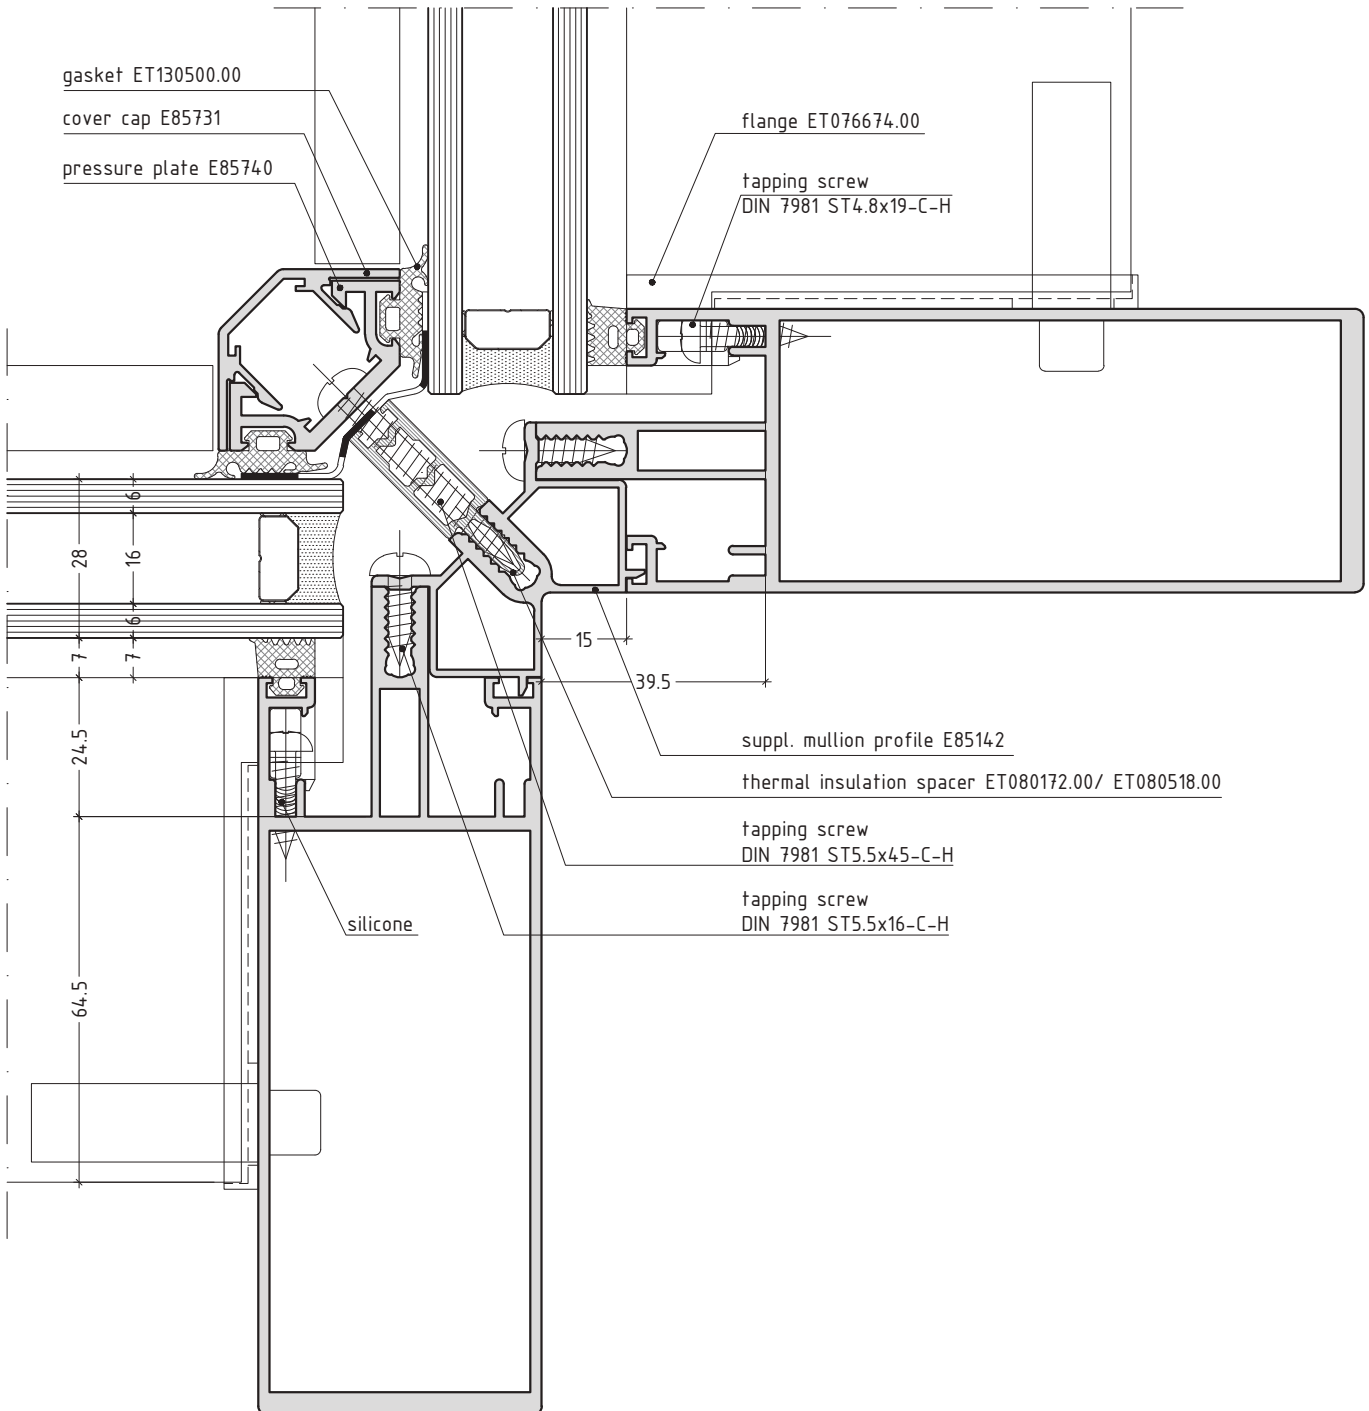 gasket ET130500.00
cover cap E85731
pressure plate E85740
flange ET076674.00
tapping screw
DIN 7981 ST4.8x19-C-H
28
6
16
6
7
7
15
39.5
24.5
suppl. mullion profile E85142
thermal insulation spacer ET080172.00/ ET080518.00
tapping screw
DIN 7981 ST5.5x45-C-H
tapping screw
DIN 7981 ST5.5x16-C-H
silicone
64.5